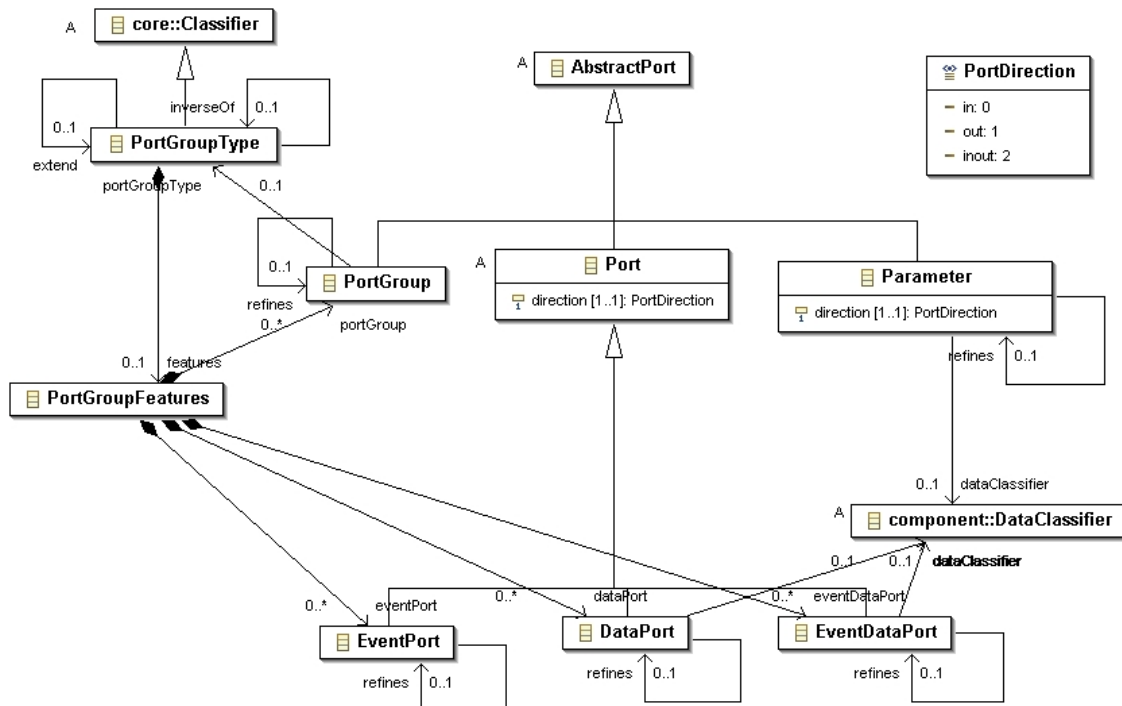 A
core::Classifier
A
AbstractPort
PortDirection
in: 0
out: 1
inout: 2
inverseOf
0..1
0..1
PortGroupType
extend
portGroupType
0..1
A
Port
direction [1..1]: PortDirection
Parameter
direction [1..1]: PortDirection
0..1
PortGroup
refines
0..*
portGroup
refines
0..1
0..1
features
PortGroupFeatures
0..1
dataClassifier
A
component::DataClassifier
0..1
0..1
dataClassifier
0..*
eventPort
0..*
dataPort
0..*
eventDataPort
EventPort
DataPort
EventDataPort
refines
0..1
refines
0..1
refines
0..1